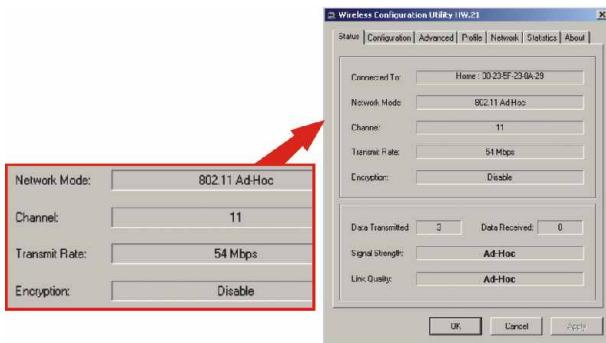 Wireless Configuration Utility HW.21
Status Configuration Advanced Profile Network Statistics About
Connected To: Home : 00-23-5F-23-0A-29
Network Mode: 802.11 Ad-Hoc
Channel: 11
Transmit Rate: 54 Mbps
Encryption: Disable
Data Transmitted: 3 Data Received: 0
Signal Strength: Ad-Hoc
Link Quality: Ad-Hoc
OK Cancel Apply
Network Mode: 802.11 Ad-Hoc
Channel: 11
Transmit Rate: 54 Mbps
Encryption: Disable